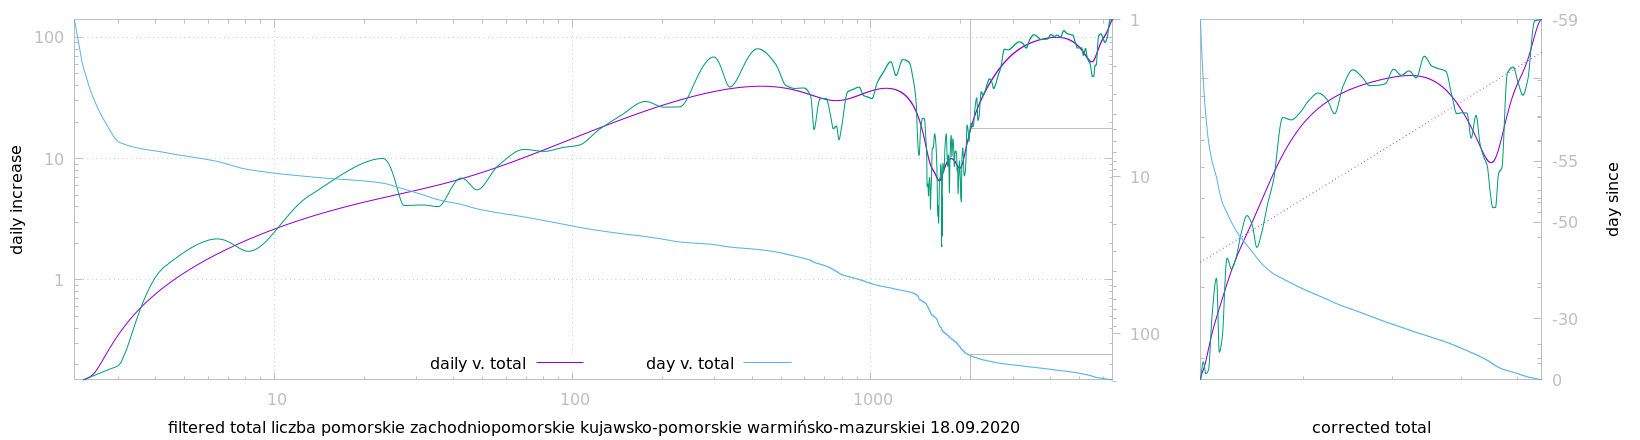 100
10
1
daily increase
10
100
1000
1
10
100
daily v. total
day v. total
filtered total liczba pomorskie zachodniopomorskie kujawsko-pomorskie warmińsko-mazurskiei 18.09.2020
-59
-55
-50
-30
0
day since
corrected total